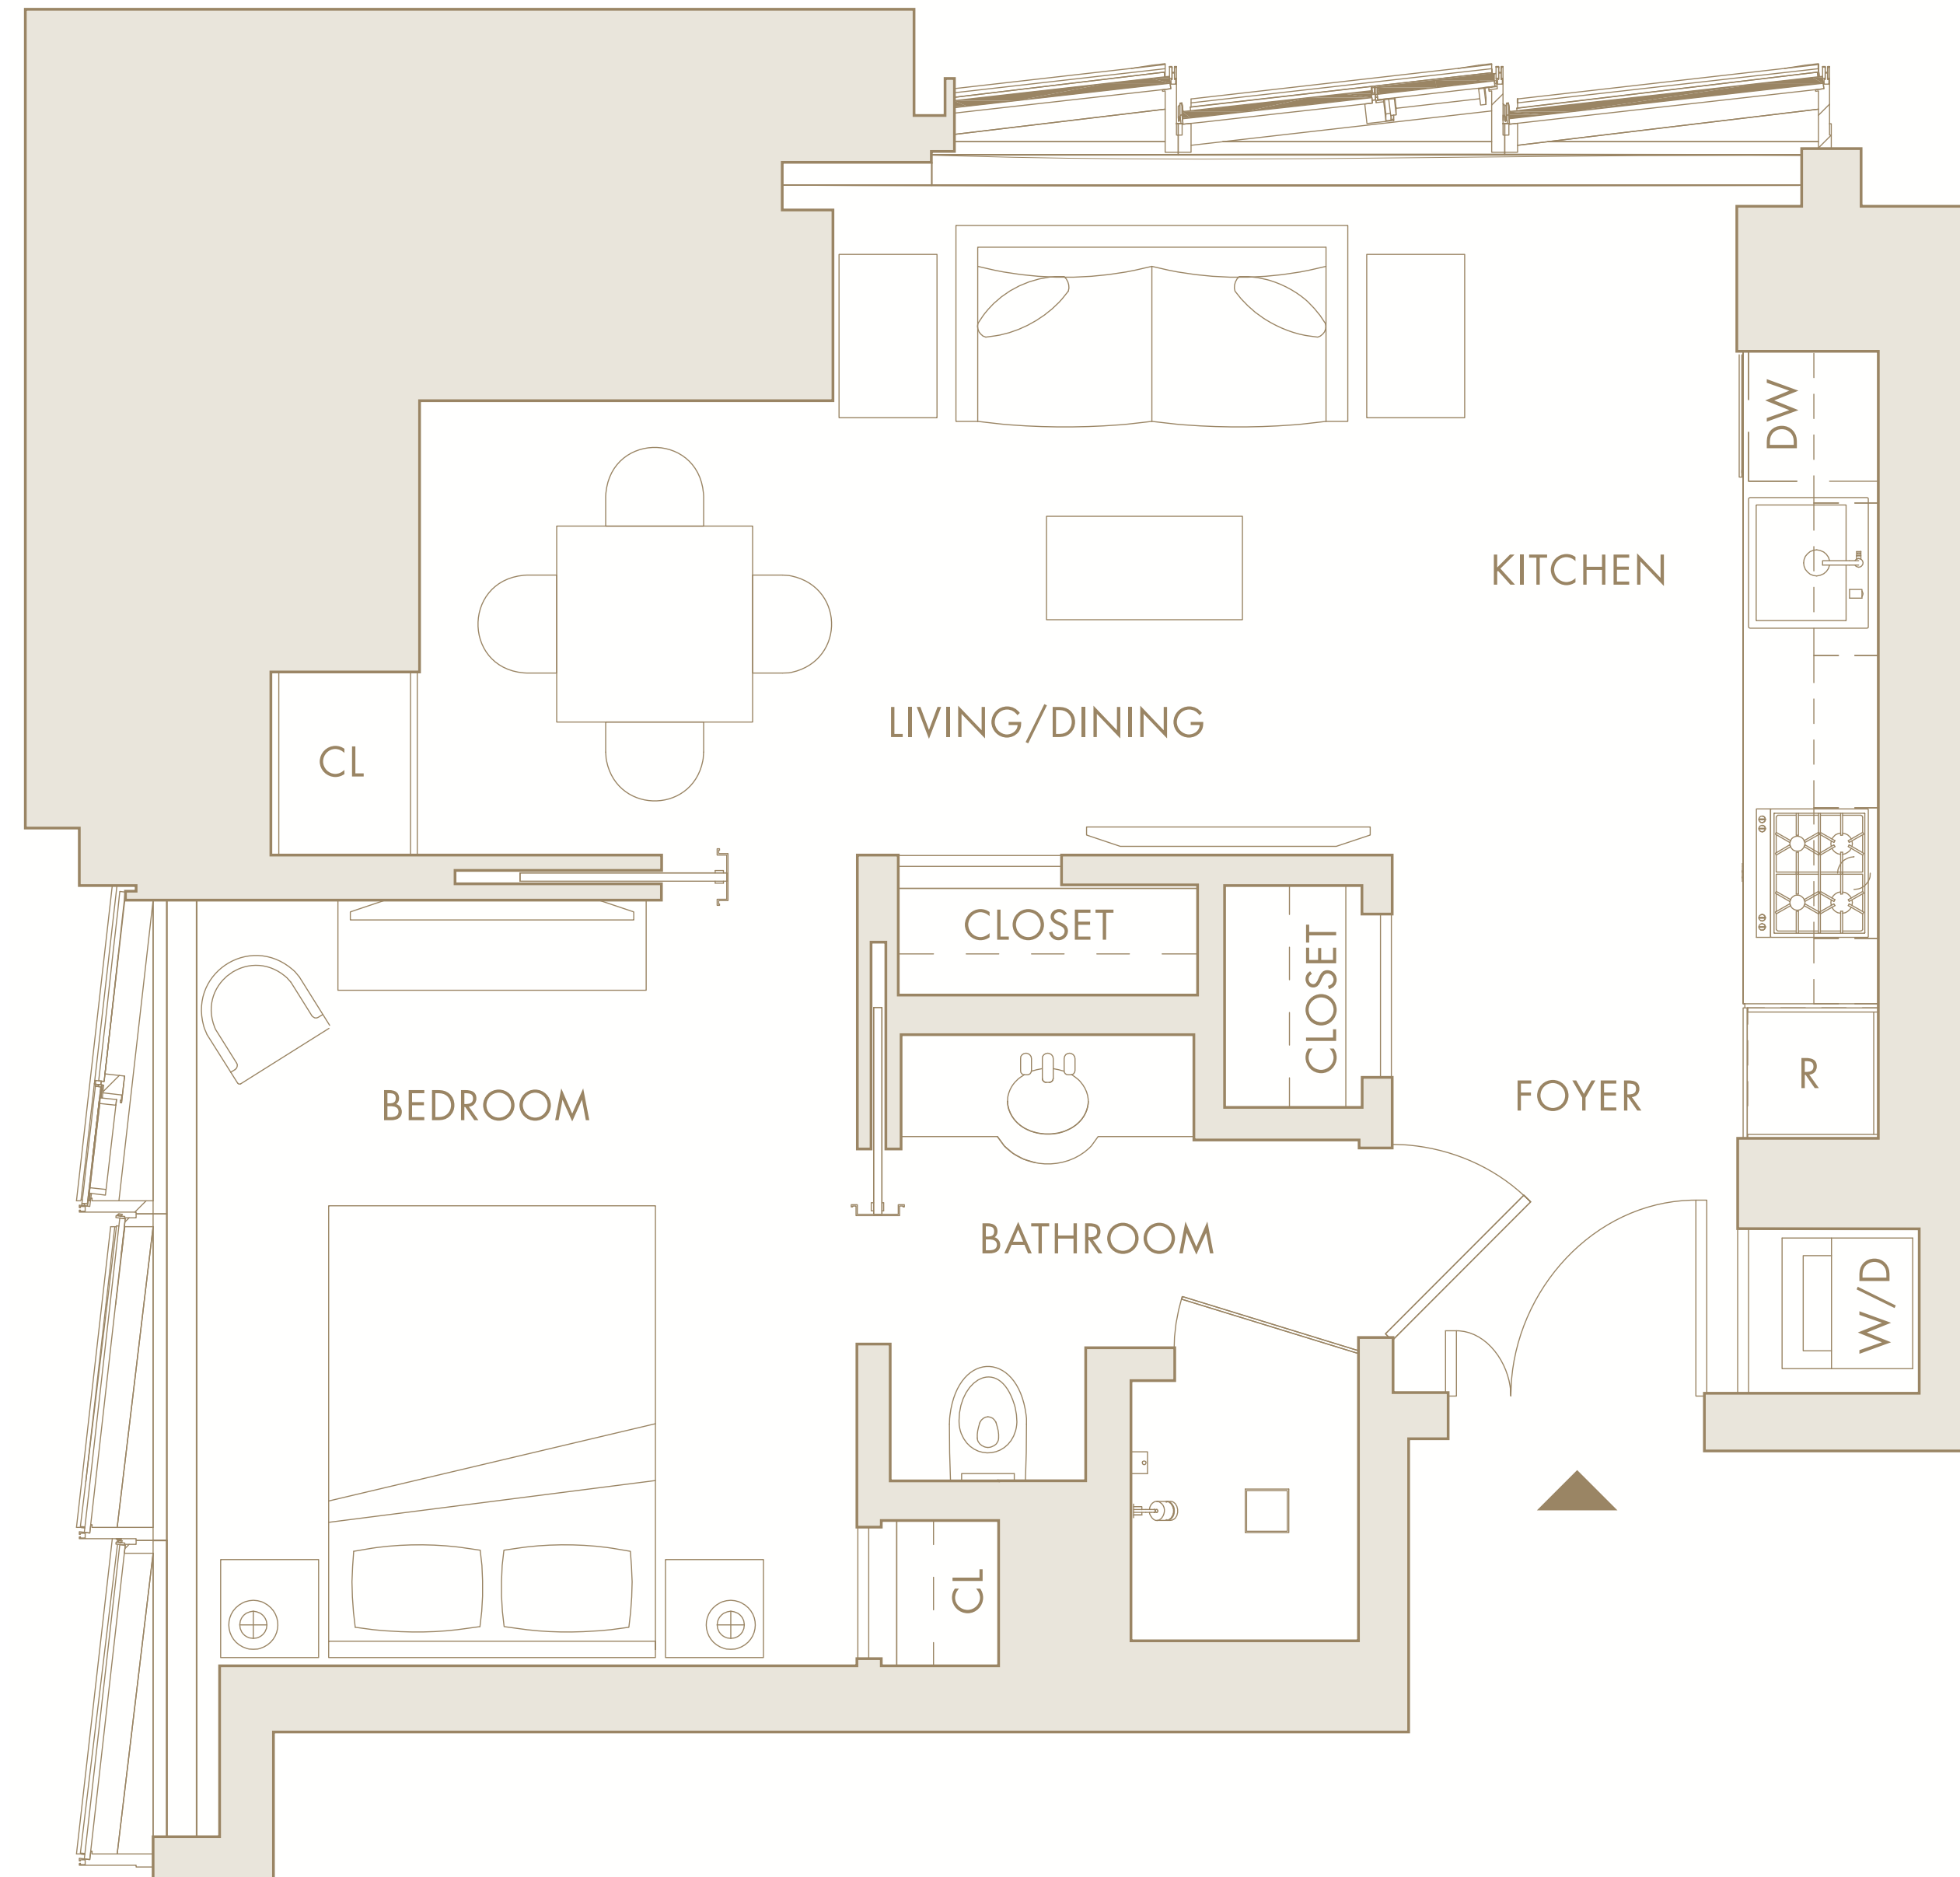 DW
KITCHEN
LIVING/DINING
CL
CLOSET
CLOSET
R
BEDROOM
FOYER
BATHROOM
W/D
CL